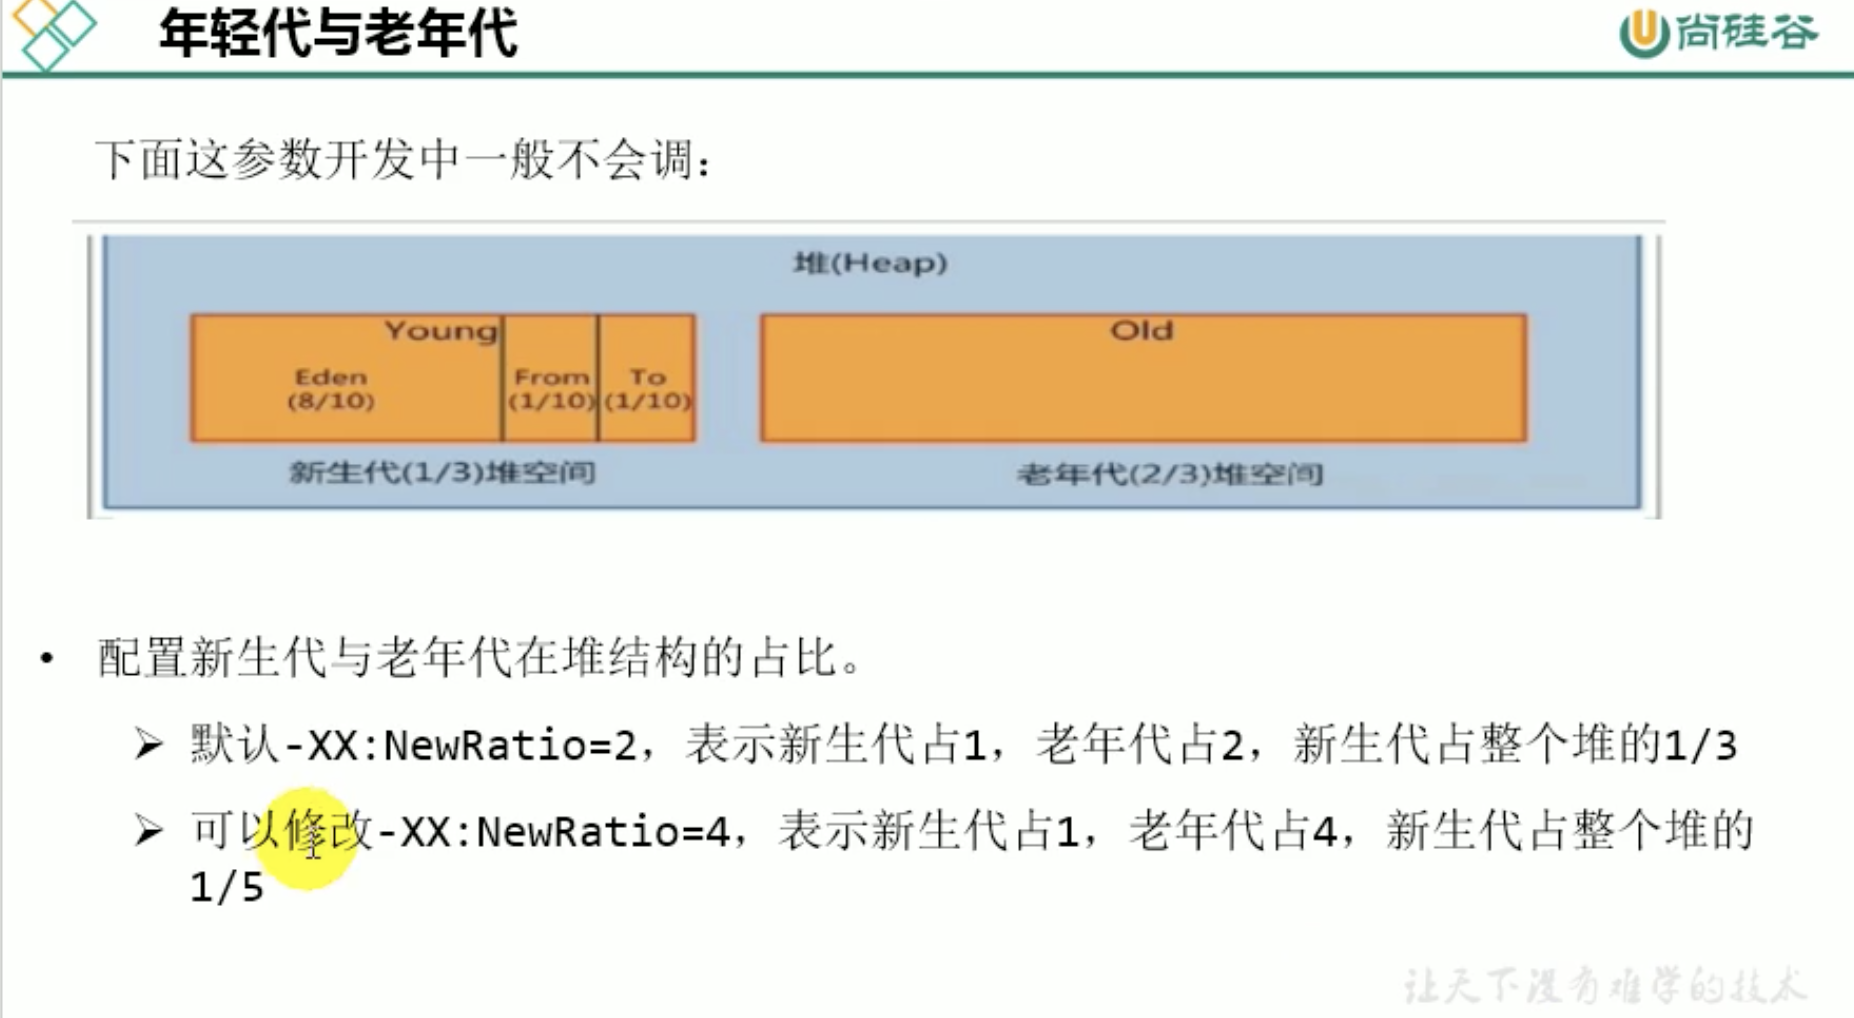 年轻代与老年代
尚硅谷
下面这参数开发中一般不会调：
堆(Heap)
Young
Eden
(8/10)
From
(1/10)
To
(1/10)
新生代(1/3)堆空间
Old
老年代(2/3)堆空间
• 配置新生代与老年代在堆结构的占比。
➢ 默认-XX:NewRatio=2，表示新生代占1，老年代占2，新生代占整个堆的1/3
➢ 可以修改-XX:NewRatio=4，表示新生代占1，老年代占4，新生代占整个堆的
1/5
让天下没有难学的技术